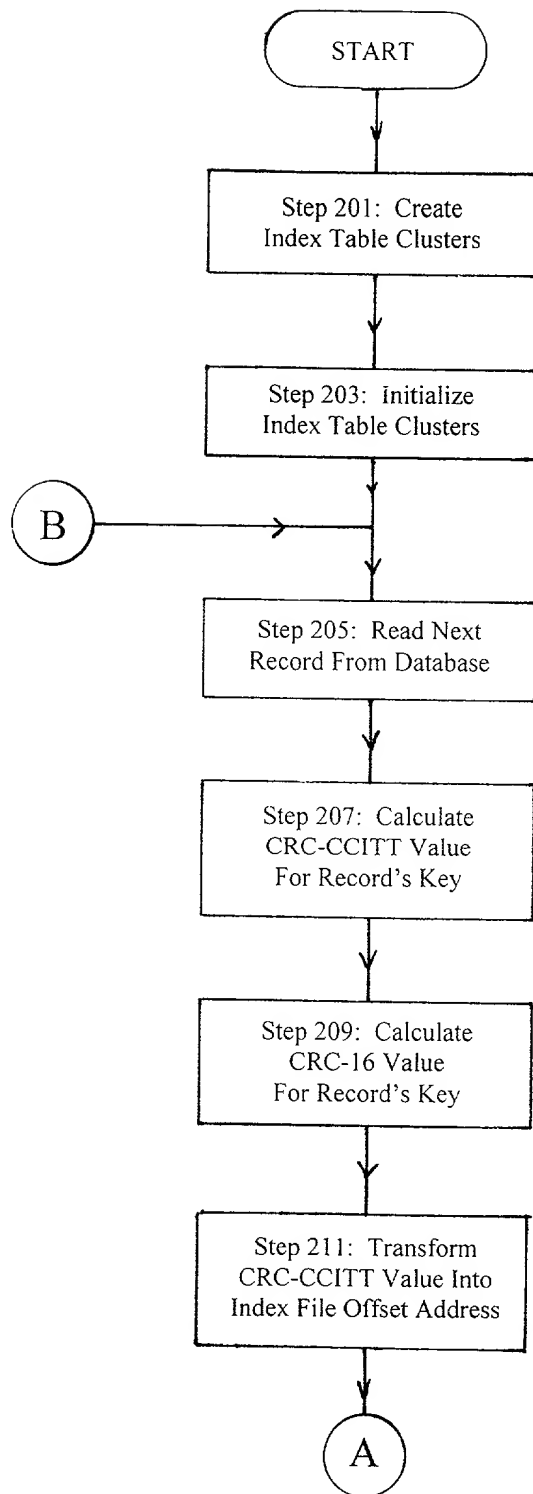 START
Step 201: Create
Index Table Clusters
Step 203: Initialize
Index Table Clusters
B
Step 205: Read Next
Record From Database
Step 207: Calculate
CRC-CCITT Value
For Record's Key
Step 209: Calculate
CRC-16 Value
For Record's Key
Step 211: Transform
CRC-CCITT Value Into
Index File Offset Address
A